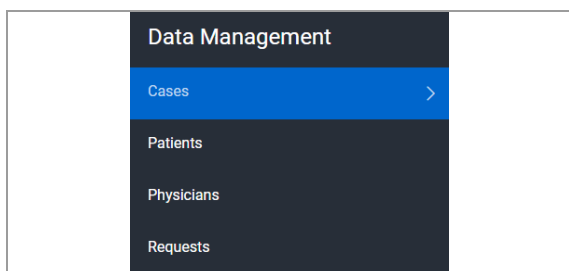 Data Management
Cases
Patients
Physicians
Requests